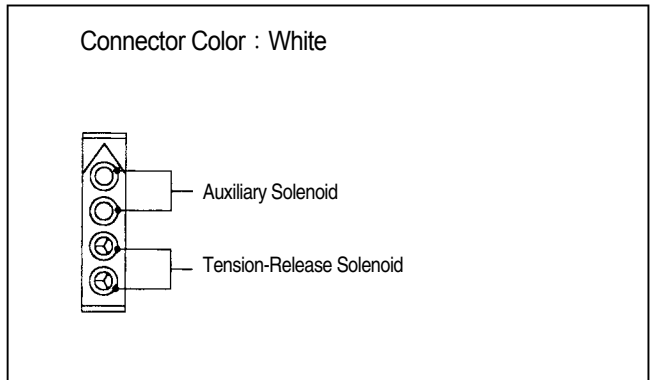 Connector Color : White
Auxiliary Solenoid
Tension-Release Solenoid